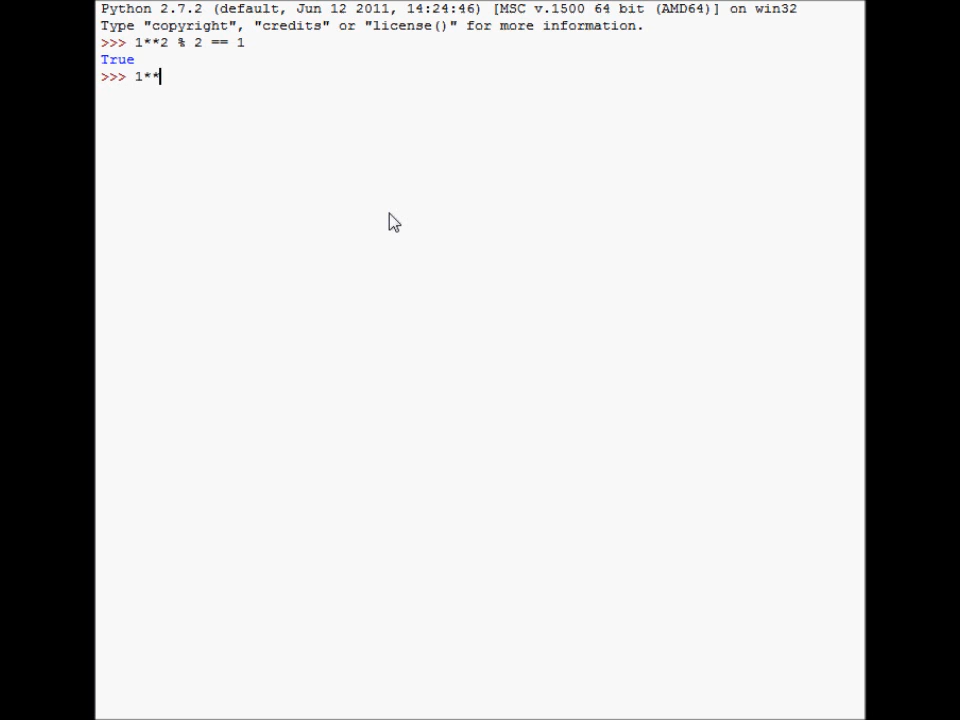 Python 2.7.2 (default, Jun 12 2011, 14:24:46) [MSC v.1500 64 bit (AMD64)] on win32
Type "copyright", "credits" or "license()" for more information.
>>> 1**2 % 2 == 1
True
>>> 1**